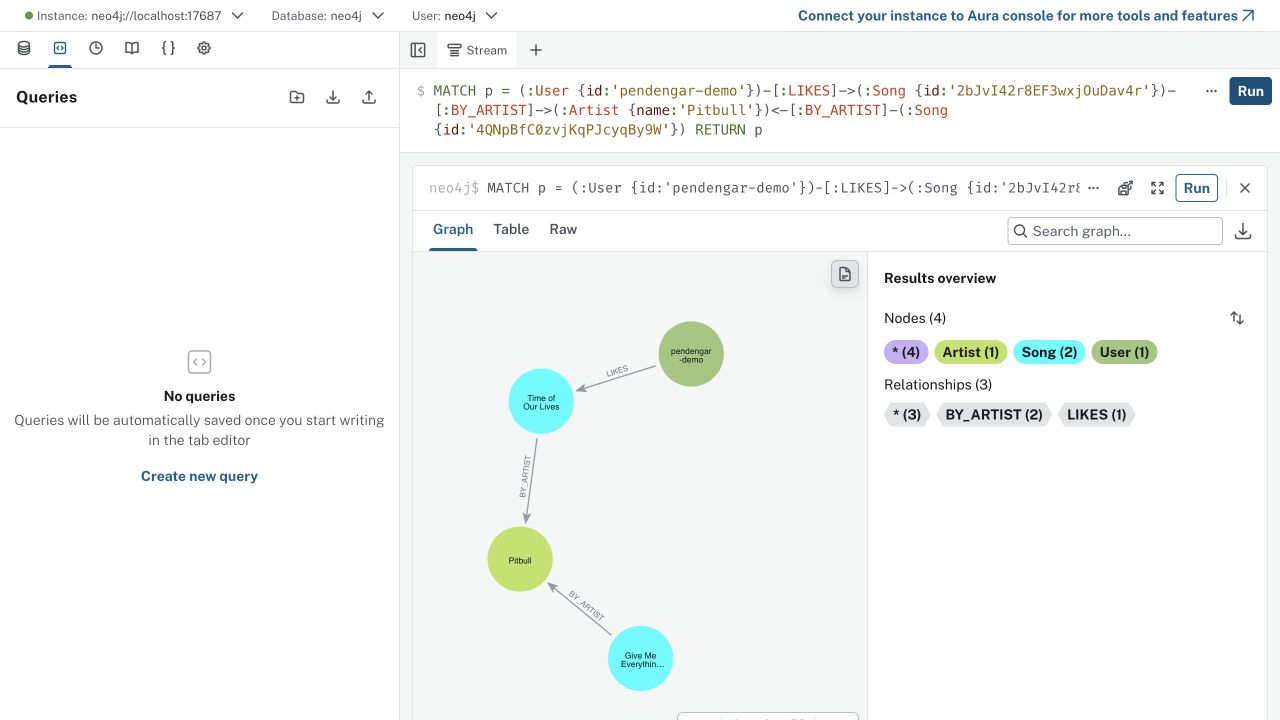 Instance: neo4j://localhost:17687 Database: neo4j User: neo4j Connect your instance to Aura console for more tools and features
Stream
Queries
$ MATCH p = (:User {id:'pendengar-demo'})-[:LIKES]->(:Song {id:'2bJvI42r8EF3wxjOuDav4r'})-
[:BY_ARTIST]->(:Artist {name:'Pitbull'})<-[:BY_ARTIST]-(:Song
{id:'4QNpBfC0zvjKqPJcyqBy9W'}) RETURN p
Run
neo4j$ MATCH p = (:User {id:'pendengar-demo'})-[:LIKES]->(:Song {id:'2bJvI42r8
Run
Graph Table Raw
Search graph...
No queries
Queries will be automatically saved once you start writing
in the tab editor
Create new query
pendengar
-demo
LIKES
Time of
Our Lives
BY_ARTIST
Pitbull
BY_ARTIST
Give Me
Everythin...
Results overview
Nodes (4)
* (4) Artist (1) Song (2) User (1)
Relationships (3)
* (3) BY_ARTIST (2) LIKES (1)